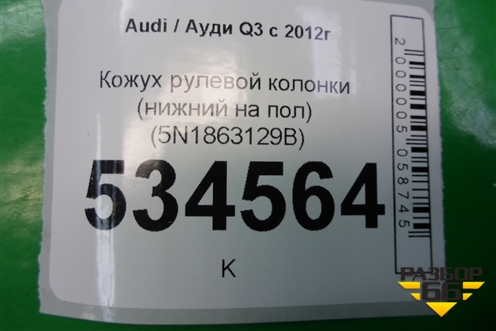 Audi / Ауди Q3 с 2012г
Кожух рулевой колонки
(нижний на пол)
(5N1863129B)
534564
К
2000005058745
РАЗБОР
66